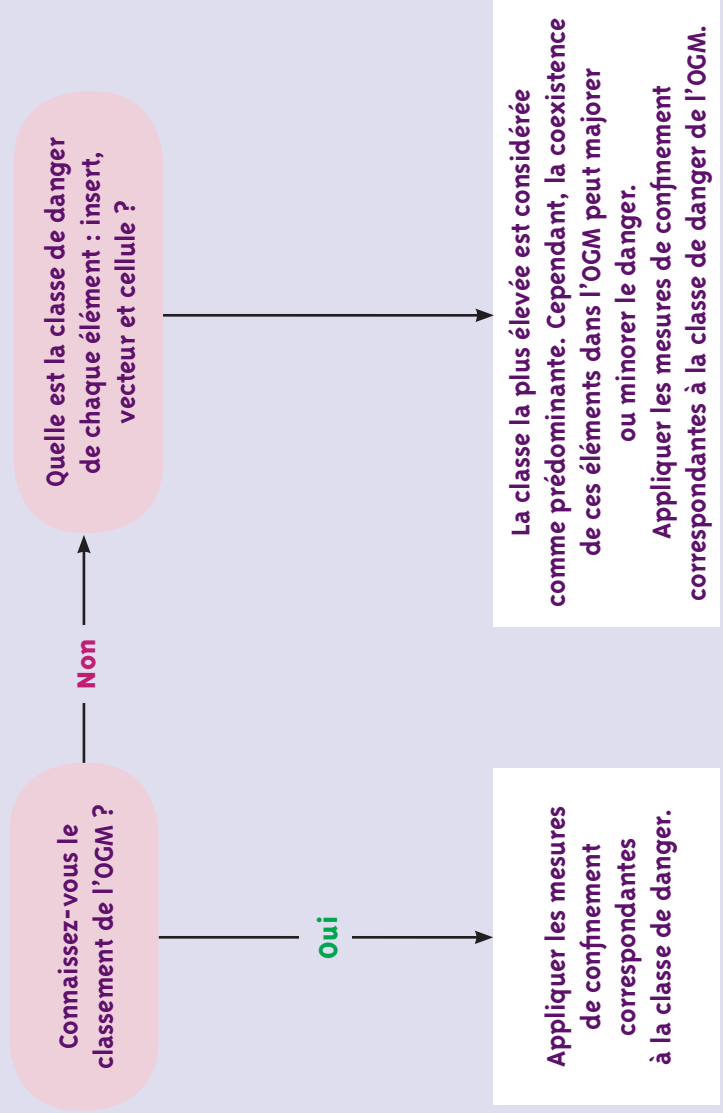 Connaissez-vous le
classement de l'OGM ?
Non
Quelle est la classe de danger
de chaque élément : insert,
vecteur et cellule ?
Oui
Appliquer les mesures
de confinement
correspondantes
à la classe de danger.
La classe la plus élevée est considérée
comme prédominante. Cependant, la coexistence
de ces éléments dans l'OGM peut majorer
ou minorer le danger.
Appliquer les mesures de confinement
correspondantes à la classe de danger de l'OGM.